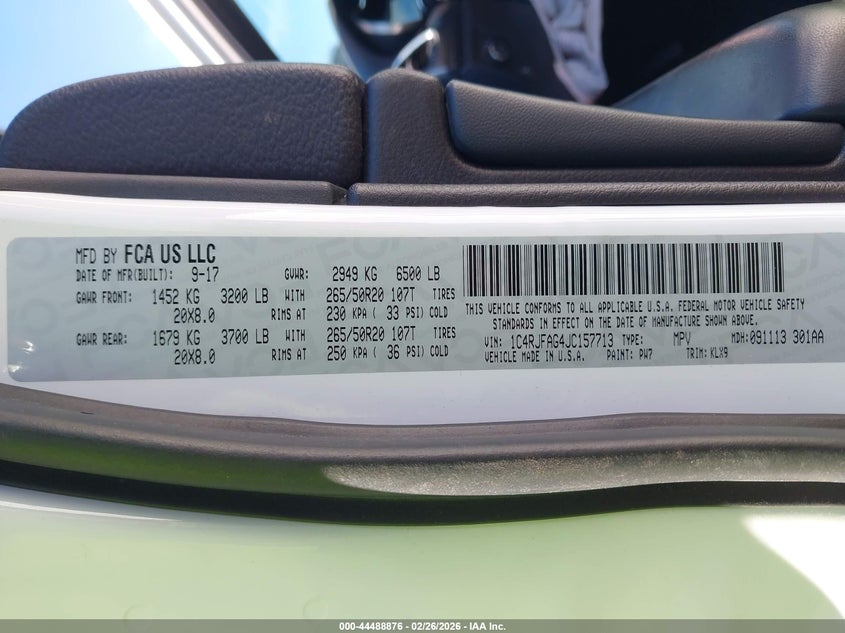 MFD BY FCA US LLC
DATE OF MFR(BUILT): 9-17 GVWR: 2949 KG 6500 LB
GAWR FRONT: 1452 KG 3200 LB WITH 265/50R20 107T TIRES
20X8.0 RIMS AT 230 KPA ( 33 PSI) COLD
GAWR REAR: 1679 KG 3700 LB WITH 265/50R20 107T TIRES
20X8.0 RIMS AT 250 KPA ( 36 PSI) COLD
THIS VEHICLE CONFORMS TO ALL APPLICABLE U.S.A. FEDERAL MOTOR VEHICLE SAFETY
STANDARDS IN EFFECT ON THE DATE OF MANUFACTURE SHOWN ABOVE.
VIN: 1C4RJFAG4JC157713 TYPE: MPV MDH:091113 301AA
VEHICLE MADE IN U.S.A. PAINT: PW7 TRIM: KLX9
000-44488876 - 02/26/2026 - IAA Inc.